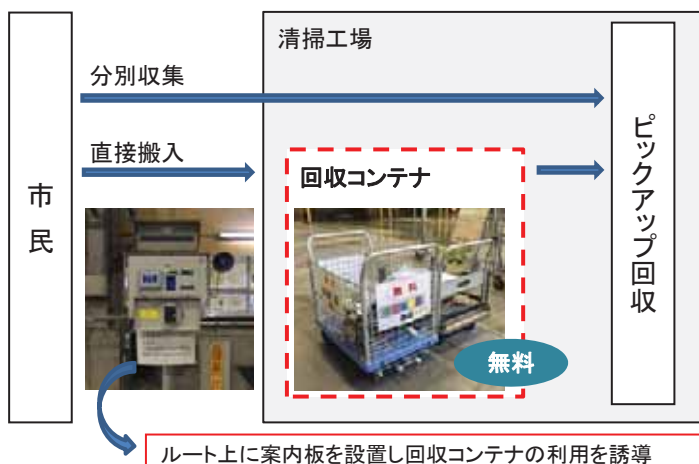 清掃工場
分別収集
直接搬入
市民
回収コンテナ
無料
ピックアップ回収
ルート上に案内板を設置し回収コンテナの利用を誘導